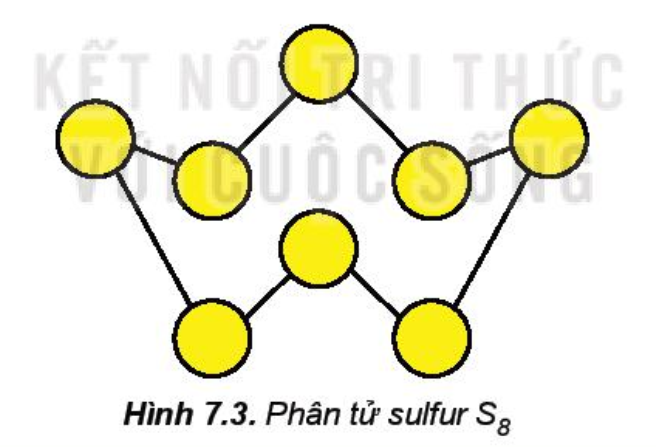 KẾT NỐI TRI THỨC
VỚI CUỘC SỐNG
Hình 7.3. Phân tử sulfur S₈